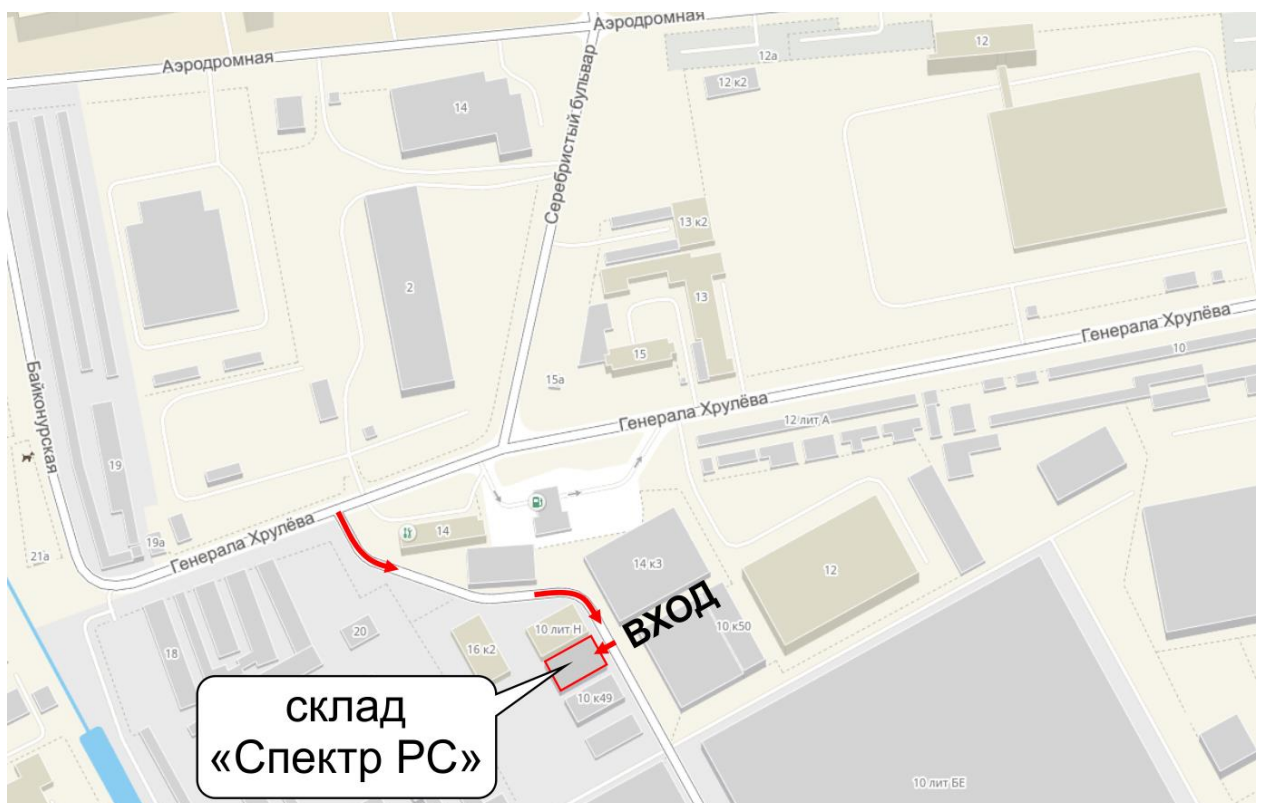 Аэродромная
12
12а
Аэродромная
12 к2
14
Серебристый бульвар
13 к2
2
13
Генерала Хрулёва
10
15
15а
Байконурская
Генерала Хрулёва
12 лит А
19
14
19а
21а
Генерала Хрулёва
14 к3
12
ВХОД
10 к50
20
10 лит Н
18
16 к2
10 к49
склад
«Спектр РС»
10 лит БЕ